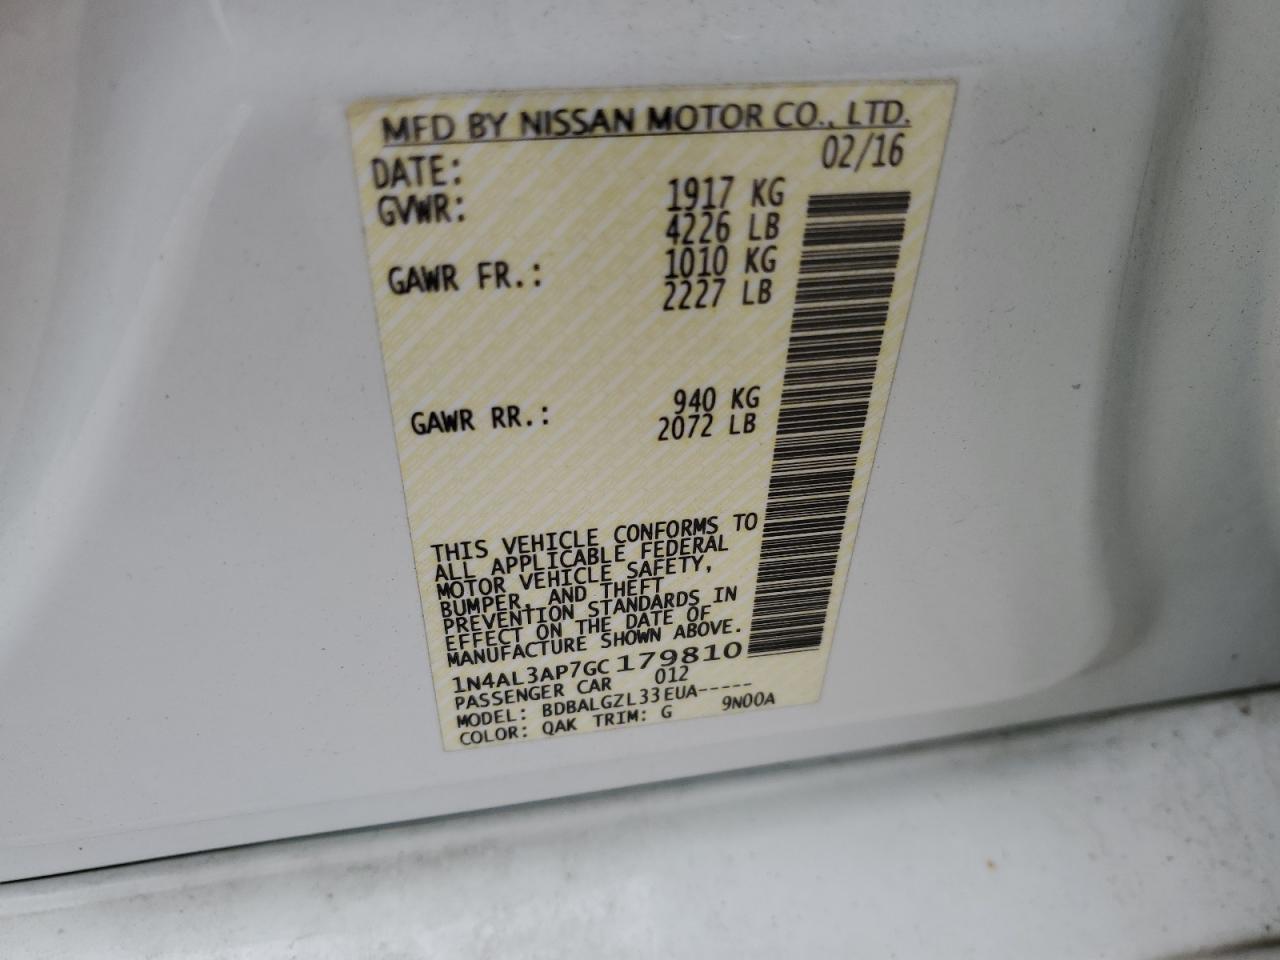 MFD BY NISSAN MOTOR CO., LTD.
DATE: 02/16
GVWR: 1917 KG
4226 LB
GAWR FR.: 1010 KG
2227 LB
GAWR RR.: 940 KG
2072 LB
THIS VEHICLE CONFORMS TO
ALL APPLICABLE FEDERAL
MOTOR VEHICLE SAFETY,
BUMPER, AND THEFT
PREVENTION STANDARDS IN
EFFECT ON THE DATE OF
MANUFACTURE SHOWN ABOVE.
1N4AL3AP7GC179810
PASSENGER CAR 012
MODEL: BDBALGZL33EUA-----
COLOR: QAK TRIM: G 9N00A